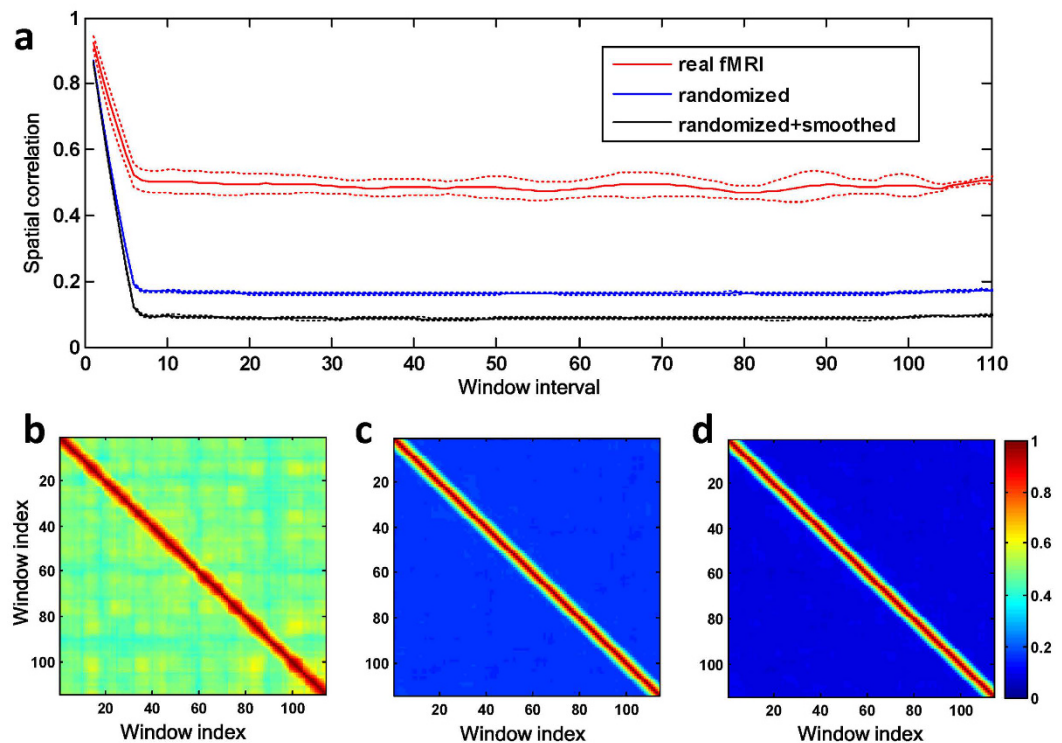 a
1
0.8
0.6
0.4
0.2
0
Spatial correlation
real fMRI
randomized
randomized+smoothed
0 10 20 30 40 50 60 70 80 90 100 110
Window interval
b
20
40
60
80
100
Window index
20 40 60 80 100
Window index
c
20
40
60
80
100
20 40 60 80 100
Window index
d
20
40
60
80
100
20 40 60 80 100
Window index
1
0.8
0.6
0.4
0.2
0